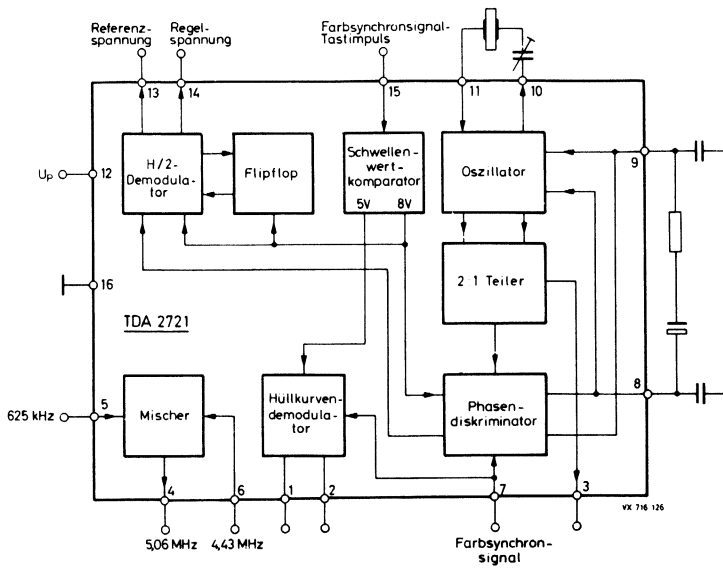 Referenz-
spannung
Regel-
spannung
Farbsynchronsignal-
Tastimpuls
13
14
15
11
10
H/2-
Demodula-
tor
Flipflop
Schwellen-
wert-
komparator
5V 8V
Oszillator
9
UP
12
16
2 1 Teiler
TDA 2721
625 kHz
5
Mischer
Hullkurven-
demodula-
tor
Phasen-
diskriminator
8
4
6
1
2
7
3
VX 716 126
5,06 MHz
4,43 MHz
Farbsynchron-
signal